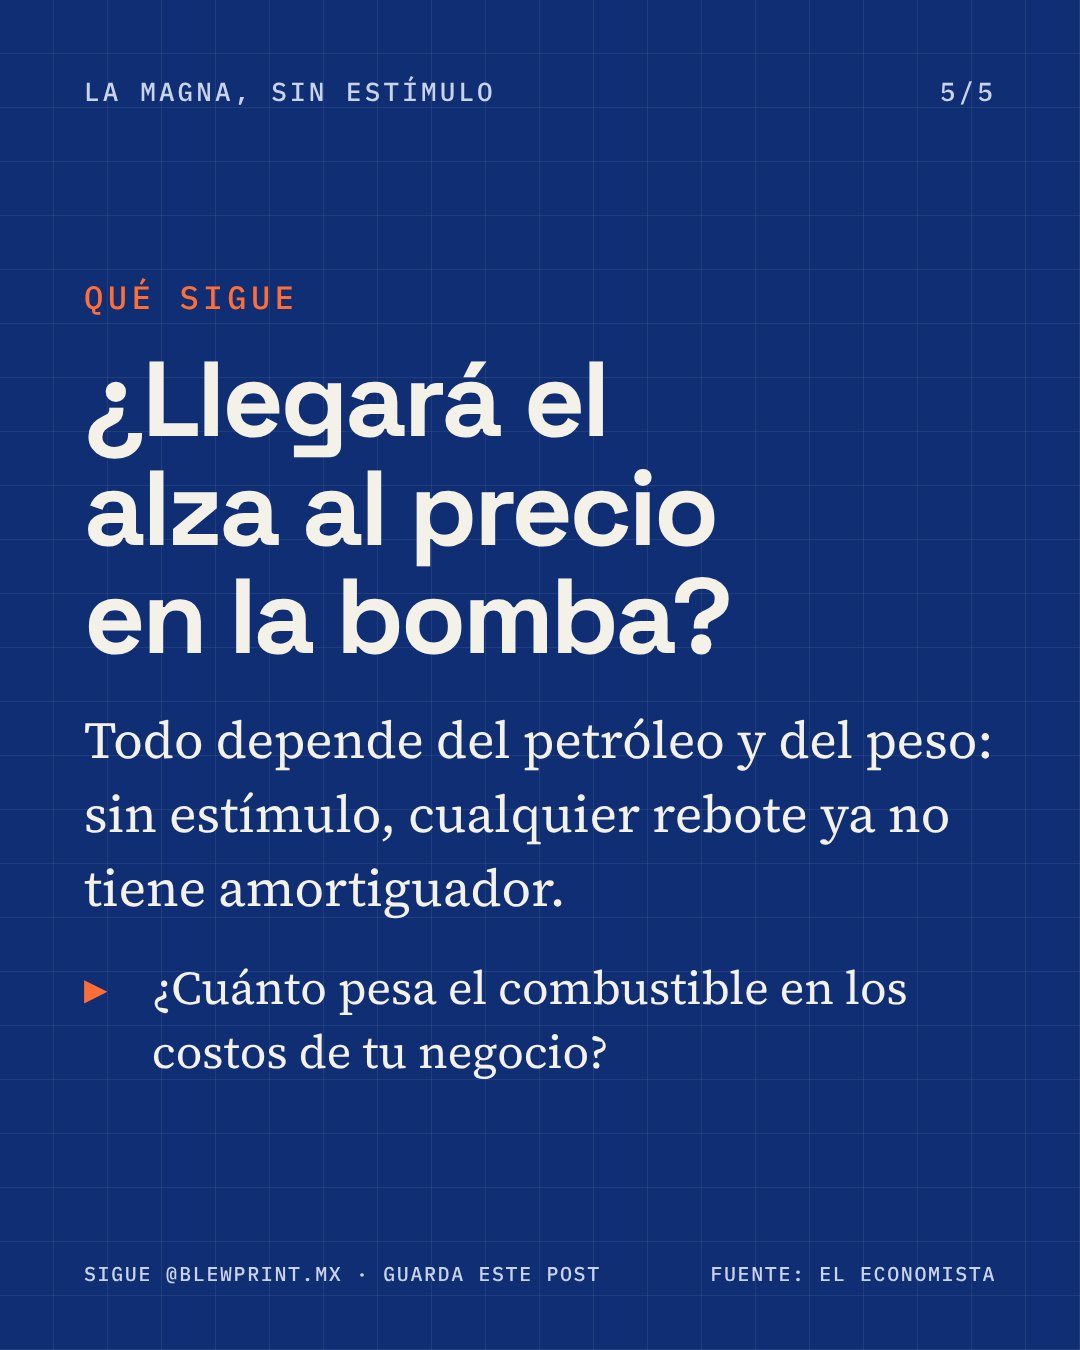 LA MAGNA, SIN ESTÍMULO
5/5
QUÉ SIGUE
¿Llegará el
alza al precio
en la bomba?
Todo depende del petróleo y del peso:
sin estímulo, cualquier rebote ya no
tiene amortiguador.
▶ ¿Cuánto pesa el combustible en los
costos de tu negocio?
SIGUE @BLEWPRINT.MX · GUARDA ESTE POST
FUENTE: EL ECONOMISTA